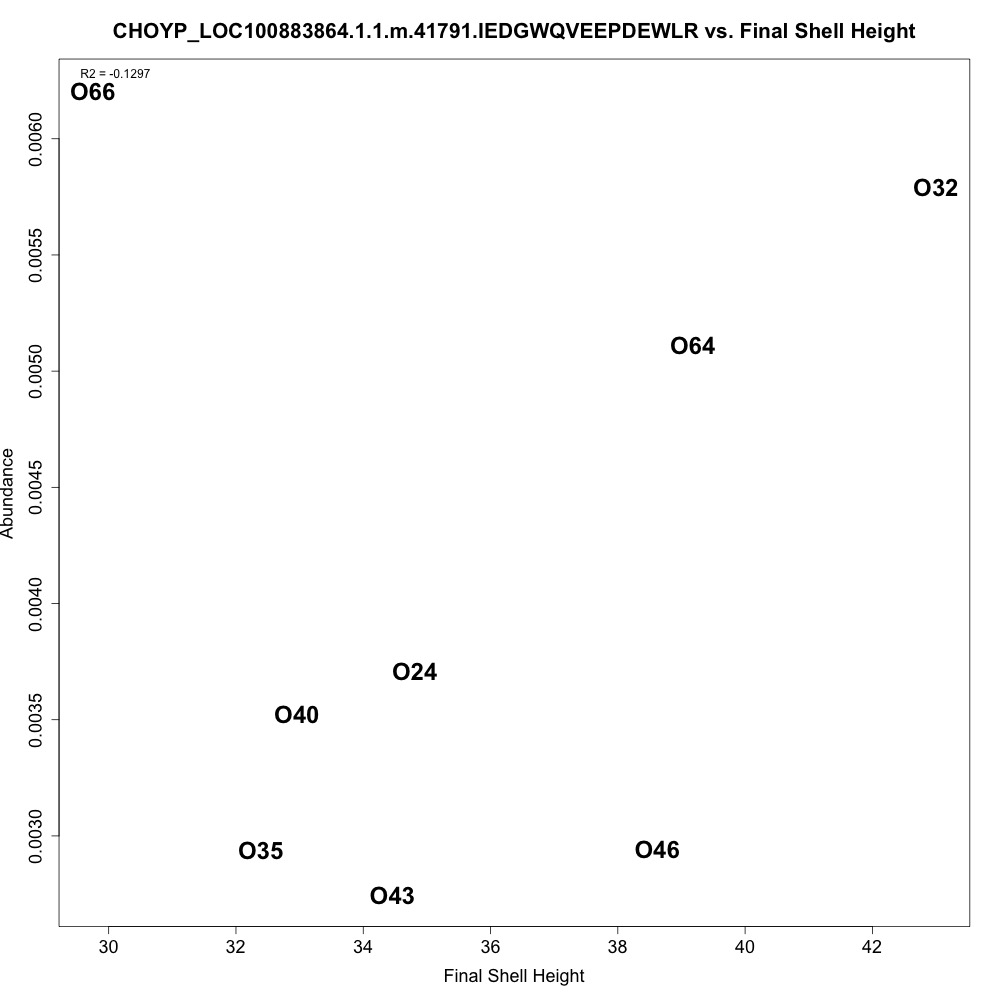 CHOYP_LOC100883864.1.1.m.41791.IEDGWQVEEPDEWLR vs. Final Shell Height
R2 = -0.1297
O66
O32
O64
O24
O40
O35
O46
O43
Abundance
0.0060
0.0055
0.0050
0.0045
0.0040
0.0035
0.0030
30 32 34 36 38 40 42
Final Shell Height